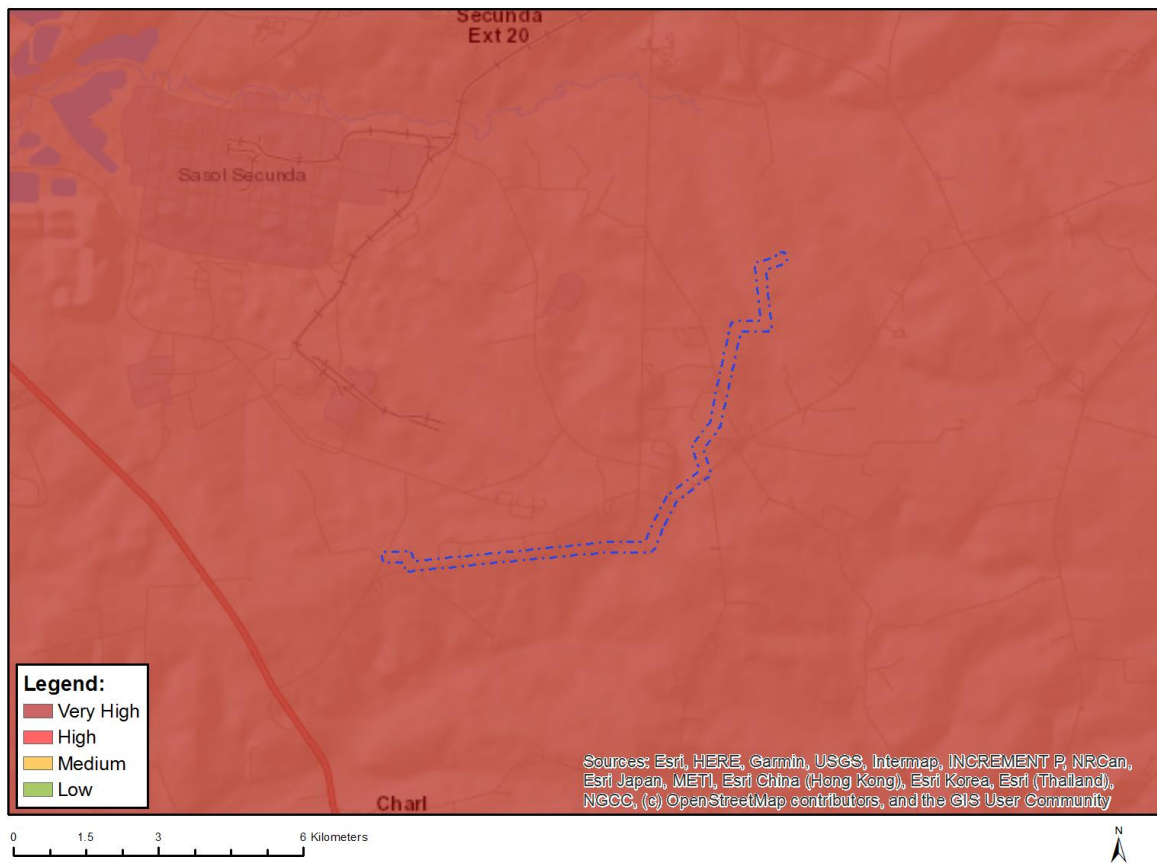 Secunda
Ext 20
Sasol Secunda
Legend:
Very High
High
Medium
Low
Charl
Sources: Esri, HERE, Garmin, USGS, Intermap, INCREMENT P, NRCan,
Esri Japan, METI, Esri China (Hong Kong), Esri Korea, Esri (Thailand),
NGCC, (c) OpenStreetMap contributors, and the GIS User Community
0 1.5 3 6 Kilometers
N